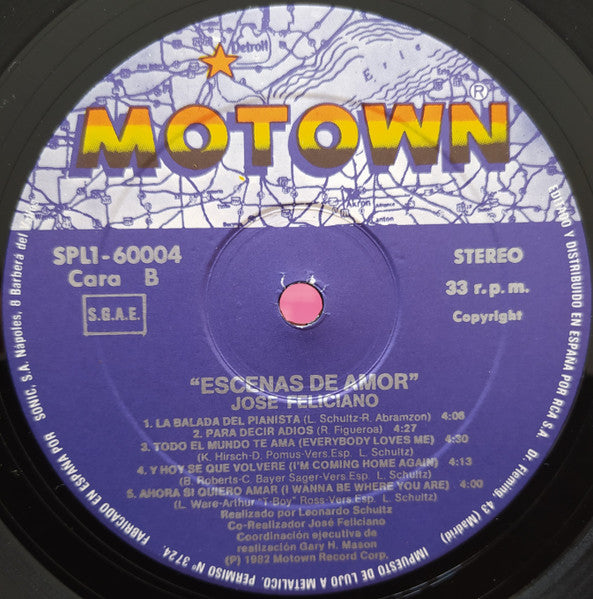 Detroit
Erie
MOTOWN®
Akron
Canton
SPL1-60004
Cara B
S.G.A.E.
STEREO
33 r.p.m.
Copyright
"ESCENAS DE AMOR"
JOSE FELICIANO
1. LA BALADA DEL PIANISTA (L. Schultz-R. Abramzon) 4:08
2. PARA DECIR ADIOS (R. Figueroa) 4:27
3. TODO EL MUNDO TE AMA (EVERYBODY LOVES ME) 4:30
(K. Hirsch-D. Pomus-Vers.Esp. L. Schultz)
4. Y HOY SE QUE VOLVERE (I'M COMING HOME AGAIN) 4:13
(B. Roberts-C. Bayer Sager-Vers.Esp. L. Schultz)
5. AHORA SI QUIERO AMAR (I WANNA BE WHERE YOU ARE) 4:00
(L. Ware-Arthur "T-Boy" Ross-Vers.Esp. L. Schultz)
Realizado por Leonardo Schultz
Co-Realizador José Feliciano
Coordinación ejecutiva de
realización Gary H. Mason
(P) 1982 Motown Record Corp.
FABRICADO EN ESPAÑA POR SONIC, S.A. Nápoles, 8 Barberá del
IMPUESTO DE LUJO A METALICO. PERMISO Nº 3724.
EDITADO Y DISTRIBUIDO EN ESPAÑA POR RCA S.A. Dr. Fleming, 43 (Madrid)